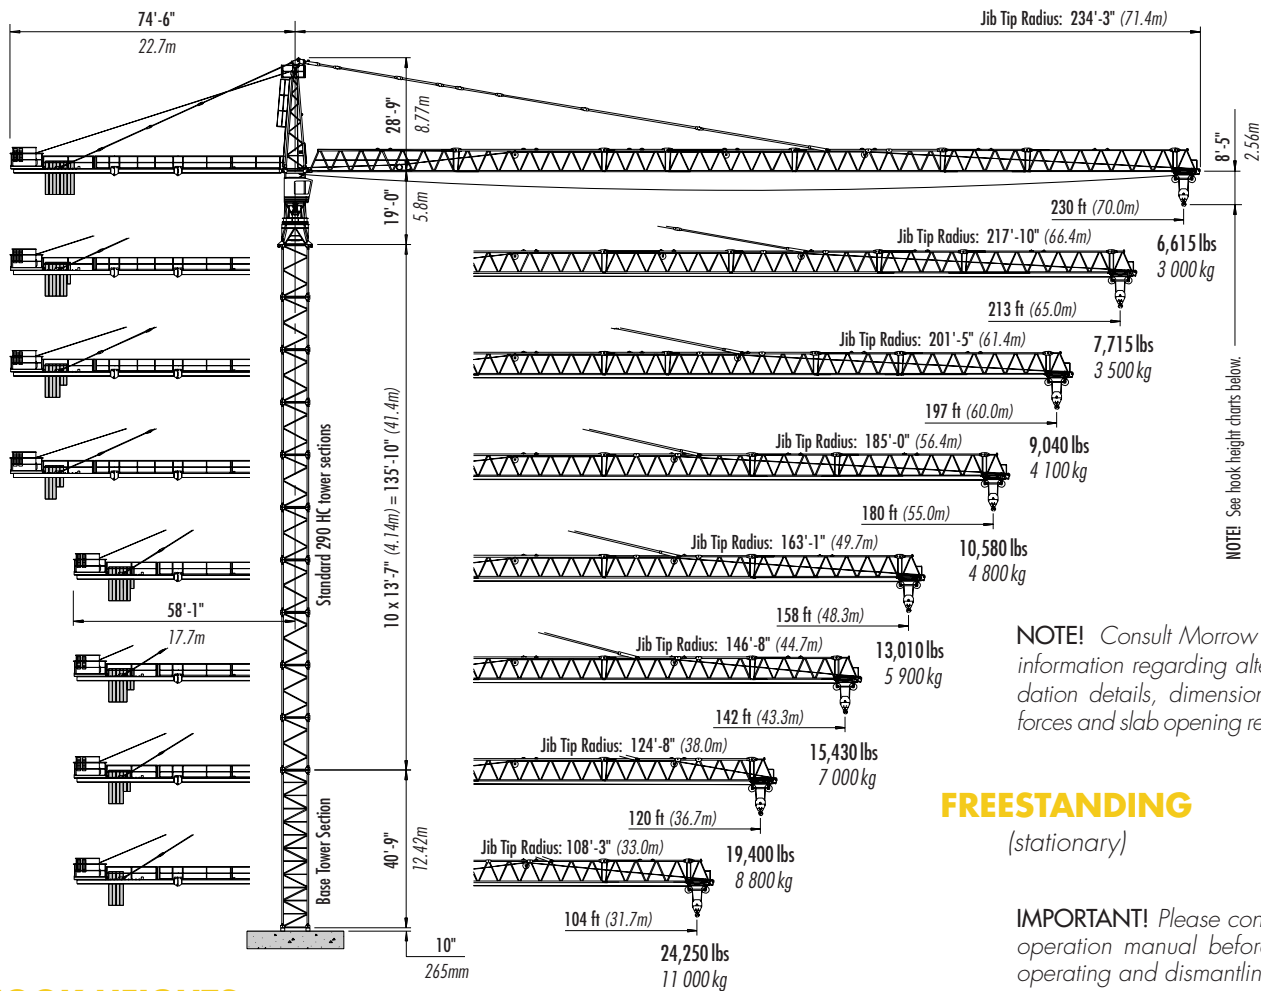 74'-6"
22.7m
Jib Tip Radius: 234'-3" (71.4m)
28'-9"
8.77m
8'-5"
2.56m
19'-0"
5.8m
230 ft (70.0m)
6,615 lbs
3 000 kg
Jib Tip Radius: 217'-10" (66.4m)
213 ft (65.0m)
7,715 lbs
3 500 kg
Jib Tip Radius: 201'-5" (61.4m)
197 ft (60.0m)
9,040 lbs
4 100 kg
Jib Tip Radius: 185'-0" (56.4m)
180 ft (55.0m)
10,580 lbs
4 800 kg
Jib Tip Radius: 163'-1" (49.7m)
158 ft (48.3m)
13,010 lbs
5 900 kg
58'-1"
17.7m
Jib Tip Radius: 146'-8" (44.7m)
142 ft (43.3m)
15,430 lbs
7 000 kg
Jib Tip Radius: 124'-8" (38.0m)
120 ft (36.7m)
19,400 lbs
8 800 kg
Jib Tip Radius: 108'-3" (33.0m)
104 ft (31.7m)
24,250 lbs
11 000 kg
Standard 290 HC tower sections
10 x 13'-7" (4.14m) = 135'-10" (41.4m)
Base Tower Section
40'-9"
12.42m
10"
265mm
NOTE! See hook height charts below.
NOTE! Consult Morrow
information regarding alte
dation details, dimension
forces and slab opening re
FREESTANDING
(stationary)
IMPORTANT! Please con
operation manual before
operating and dismantlin